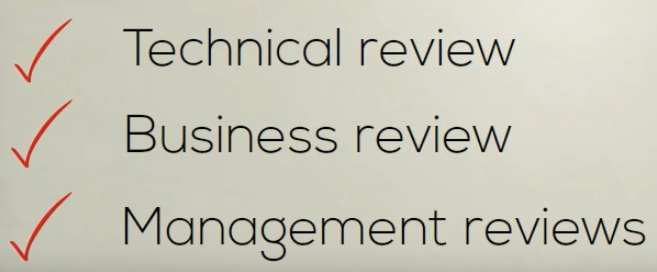 Technical review
Business review
Management reviews